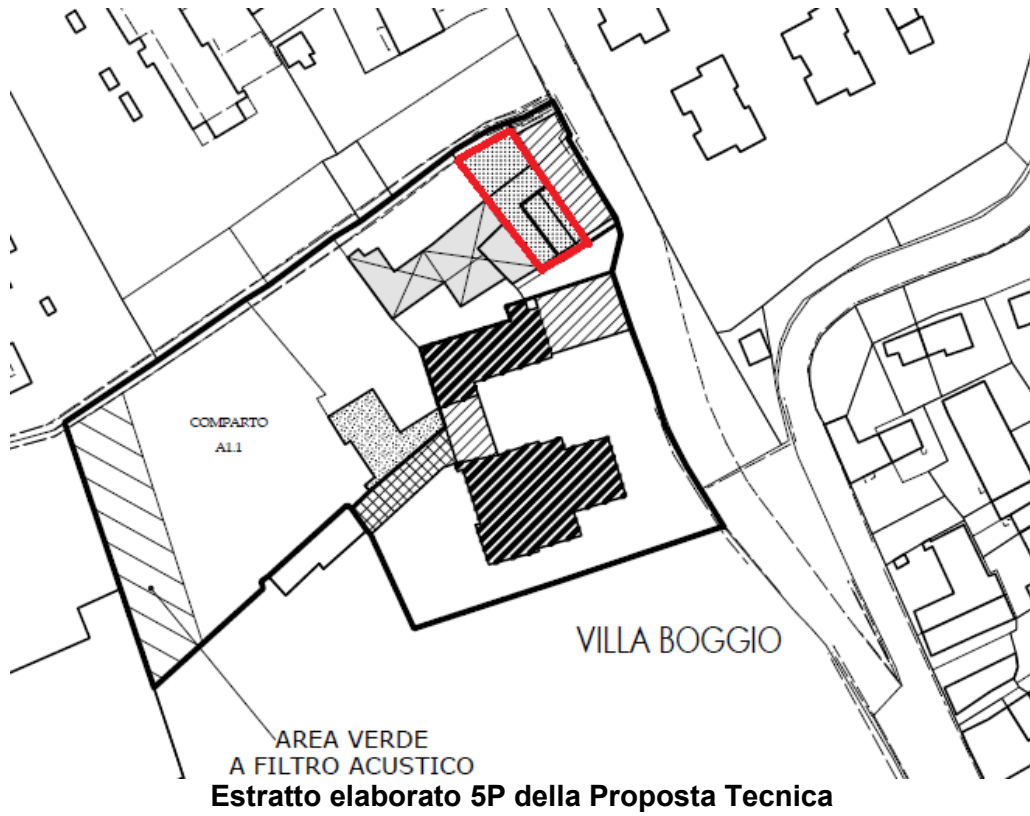 COMPARTO
A1.1
VILLA BOGGIO
AREA VERDE
A FILTRO ACUSTICO
Estratto elaborato 5P della Proposta Tecnica